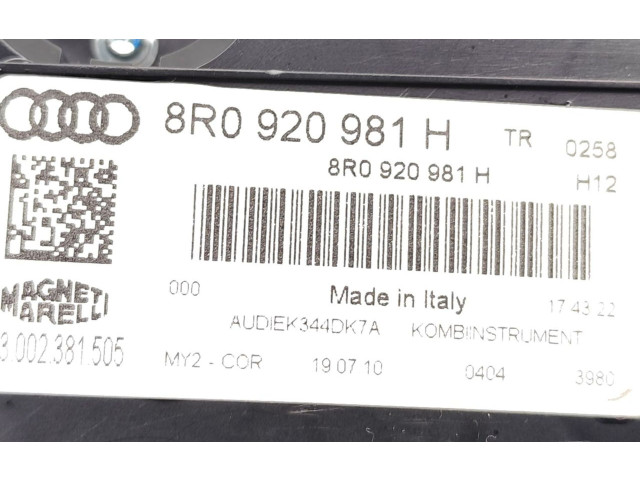 8R0 920 981 H TR 0258
8R0 920 981 H H12
000 Made in Italy 17 43 22
MAGNETI
MARELLI
AUDIEK344DK7A KOMBIINSTRUMENT
3.002.381.505
MY2 - COR 19 07 10 0404 3980